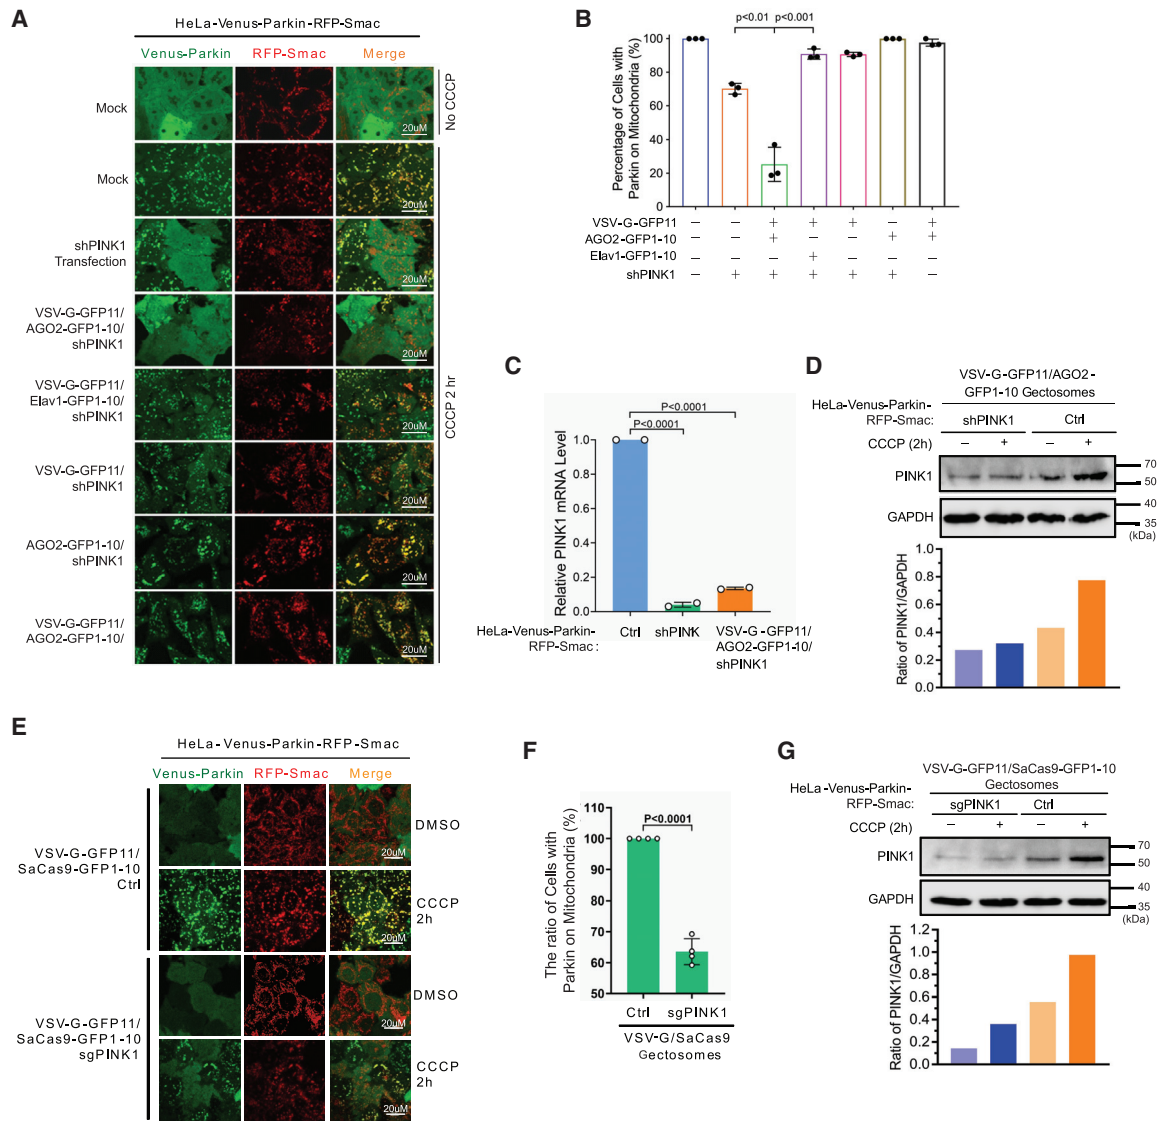 A
HeLa-Venus-Parkin-RFP-Smac
Venus-Parkin RFP-Smac Merge
Mock
20uM
No CCCP
Mock
20uM
shPINK1
Transfection
20uM
VSV-G-GFP11/
AGO2-GFP1-10/
shPINK1
20uM
VSV-G-GFP11/
Elav1-GFP1-10/
shPINK1
20uM
VSV-G-GFP11/
shPINK1
20uM
AGO2-GFP1-10/
shPINK1
20uM
VSV-G-GFP11/
AGO2-GFP1-10/
20uM
CCCP 2 hr
B
p<0.01 p<0.001
Percentage of Cells with
Parkin on Mitochondria (%)
100
80
60
40
20
0
VSV-G-GFP11 – – + + + – +
AGO2-GFP1-10 – – + – – + +
Elav1-GFP1-10 – – – + – – –
shPINK1 – + + + + + –
C
P<0.0001
P<0.0001
Relative PINK1 mRNA Level
1.0
0.8
0.6
0.4
0.2
0.0
HeLa-Venus-Parkin-
RFP-Smac :
Ctrl shPINK VSV-G -GFP11/
AGO2-GFP1-10/
shPINK1
D
VSV-G-GFP11/AGO2-
GFP1-10 Gectosomes
HeLa-Venus-Parkin-
RFP-Smac:
shPINK1 Ctrl
CCCP (2h) – + – +
PINK1
70
50
GAPDH
40
35
(kDa)
Ratio of PINK1/GAPDH
1.0
0.8
0.6
0.4
0.2
0.0
E
HeLa-Venus-Parkin-RFP-Smac
Venus-Parkin RFP-Smac Merge
VSV-G-GFP11/
SaCas9-GFP1-10
Ctrl
20uM
DMSO
20uM
CCCP
2h
VSV-G-GFP11/
SaCas9-GFP1-10
sgPINK1
20uM
DMSO
20uM
CCCP
2h
F
P<0.0001
The ratio of Cells with
Parkin on Mitochondria (%)
110
100
90
80
70
60
50
Ctrl sgPINK1
VSV-G/SaCas9
Gectosomes
G
VSV-G-GFP11/SaCas9-GFP1-10
Gectosomes
HeLa-Venus-Parkin-
RFP-Smac:
sgPINK1 Ctrl
CCCP (2h) – + – +
PINK1
70
50
GAPDH
40
35
(kDa)
Ratio of PINK1/GAPDH
1.0
0.8
0.6
0.4
0.2
0.0